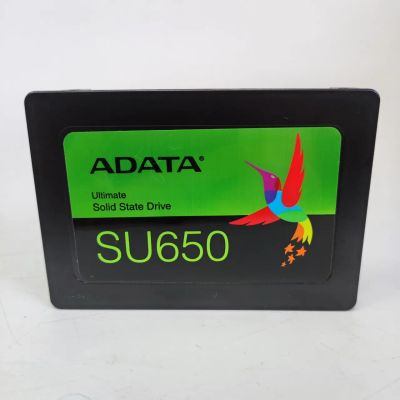 ADATA®
Ultimate
Solid State Drive
SU650